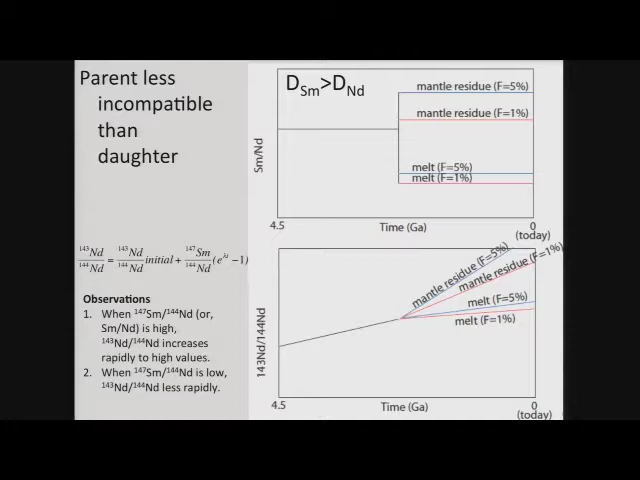 Parent less
incompatible
than
daughter
D_Sm>D_Nd
mantle residue (F=5%)
mantle residue (F=1%)
melt (F=5%)
melt (F=1%)
Sm/Nd
4.5
Time (Ga)
0
(today)
¹⁴³Nd/¹⁴⁴Nd = ¹⁴³Nd/¹⁴⁴Nd initial + ¹⁴⁷Sm/¹⁴⁴Nd (e^λt −1)
Observations
1. When ¹⁴⁷Sm/¹⁴⁴Nd (or,
Sm/Nd) is high,
¹⁴³Nd/¹⁴⁴Nd increases
rapidly to high values.
2. When ¹⁴⁷Sm/¹⁴⁴Nd is low,
¹⁴³Nd/¹⁴⁴Nd less rapidly.
mantle residue (F=5%)
mantle residue (F=1%)
melt (F=5%)
melt (F=1%)
143Nd/144Nd
4.5
Time (Ga)
0
(today)